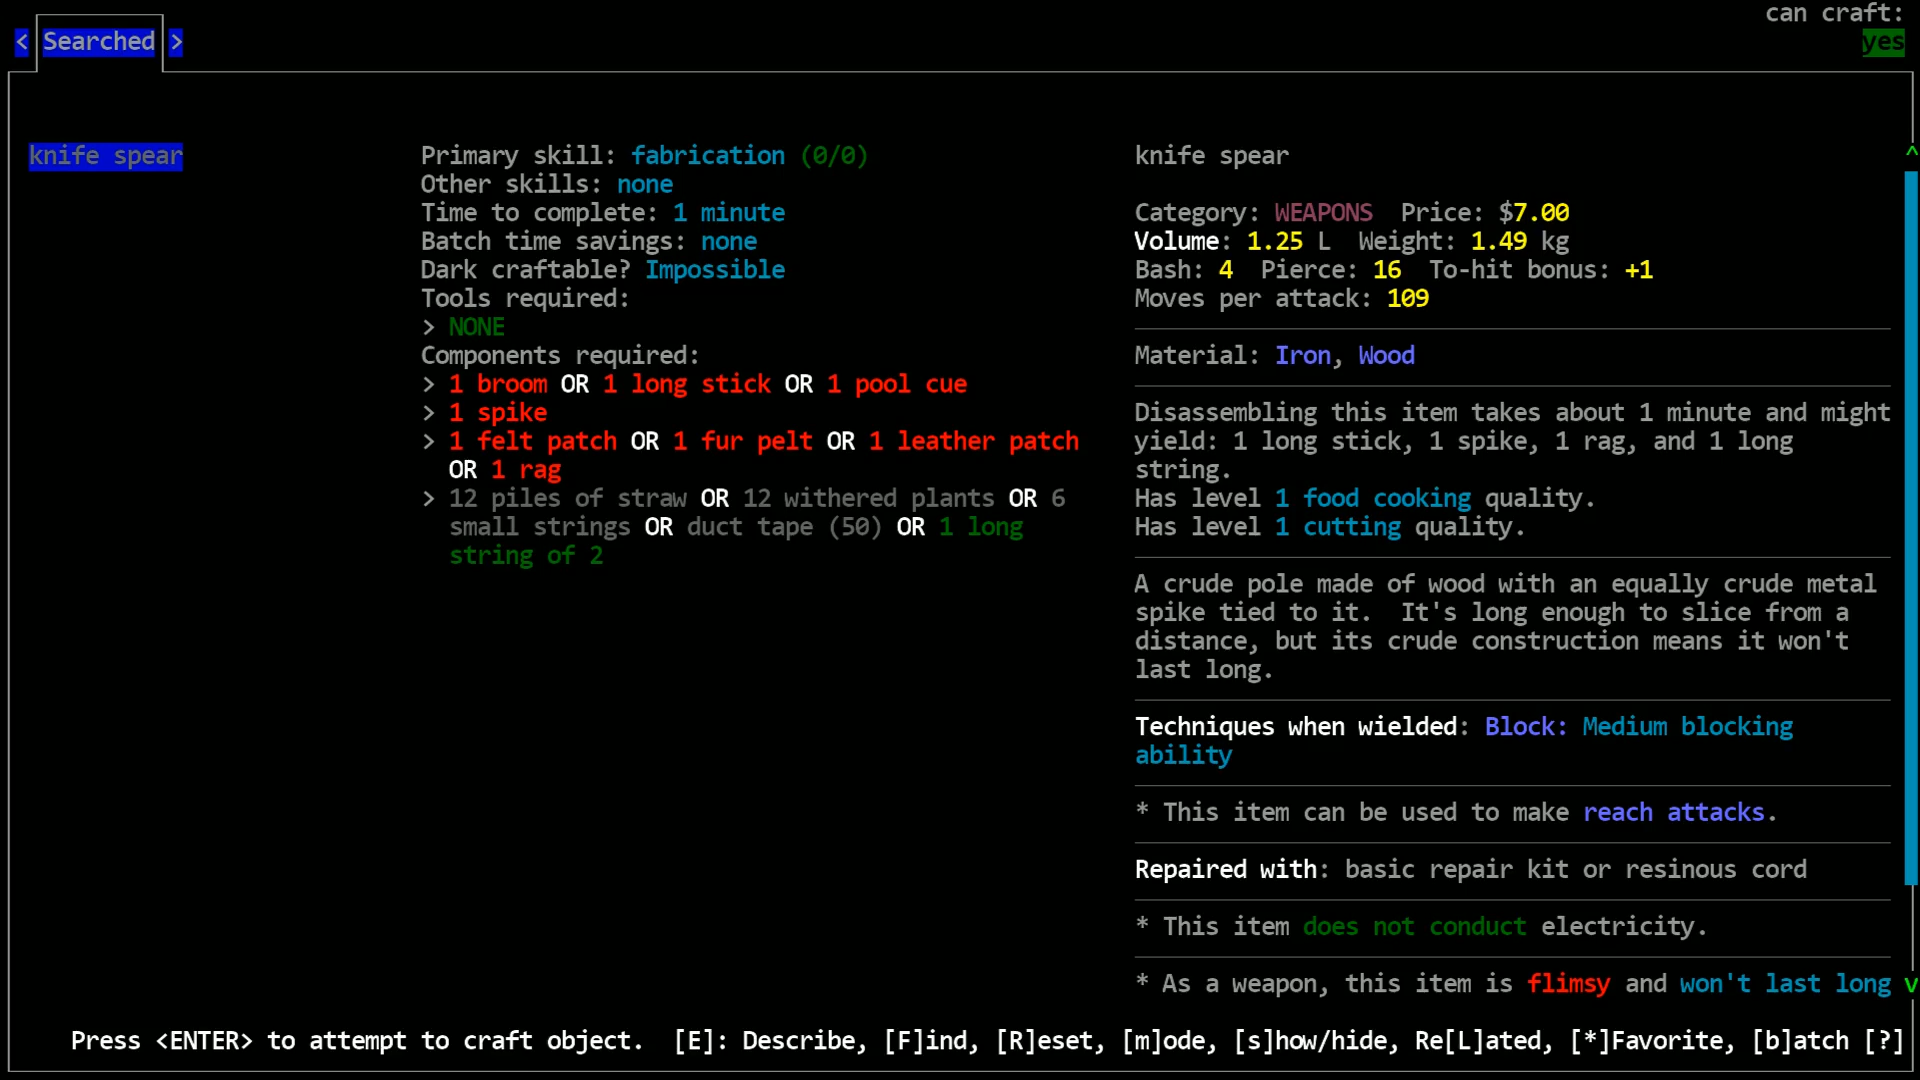 can craft:
< Searched >
yes
knife spear
Primary skill: fabrication (0/0)
Other skills: none
Time to complete: 1 minute
Batch time savings: none
Dark craftable? Impossible
Tools required:
> NONE
Components required:
> 1 broom OR 1 long stick OR 1 pool cue
> 1 spike
> 1 felt patch OR 1 fur pelt OR 1 leather patch
OR 1 rag
> 12 piles of straw OR 12 withered plants OR 6
small strings OR duct tape (50) OR 1 long
string of 2
knife spear
^
Category: WEAPONS  Price: $7.00
Volume: 1.25 L  Weight: 1.49 kg
Bash: 4  Pierce: 16  To-hit bonus: +1
Moves per attack: 109
Material: Iron, Wood
Disassembling this item takes about 1 minute and might
yield: 1 long stick, 1 spike, 1 rag, and 1 long
string.
Has level 1 food cooking quality.
Has level 1 cutting quality.
A crude pole made of wood with an equally crude metal
spike tied to it.  It's long enough to slice from a
distance, but its crude construction means it won't
last long.
Techniques when wielded: Block: Medium blocking
ability
* This item can be used to make reach attacks.
Repaired with: basic repair kit or resinous cord
* This item does not conduct electricity.
* As a weapon, this item is flimsy and won't last long
v
Press <ENTER> to attempt to craft object.  [E]: Describe, [F]ind, [R]eset, [m]ode, [s]how/hide, Re[L]ated, [*]Favorite, [b]atch [?]